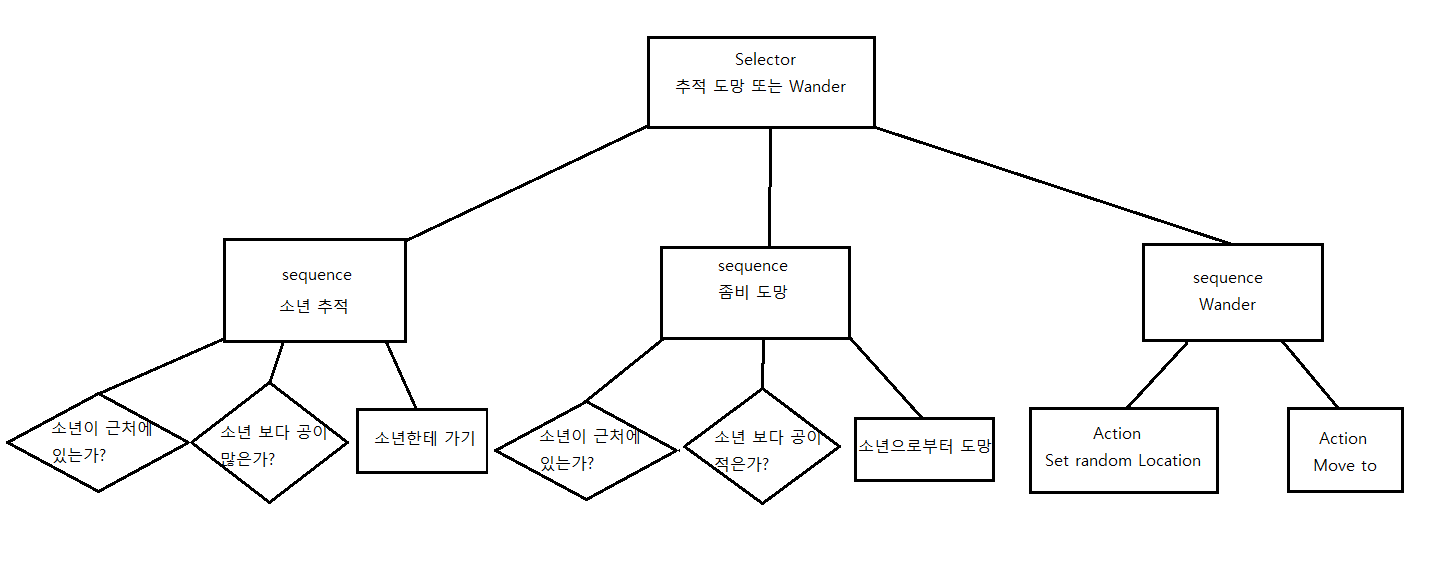 Selector
추적 도망 또는 Wander
sequence
소년 추적
sequence
좀비 도망
sequence
Wander
소년이 근처에
있는가?
소년 보다 공이
많은가?
소년한테 가기
소년이 근처에
있는가?
소년 보다 공이
적은가?
소년으로부터 도망
Action
Set random Location
Action
Move to